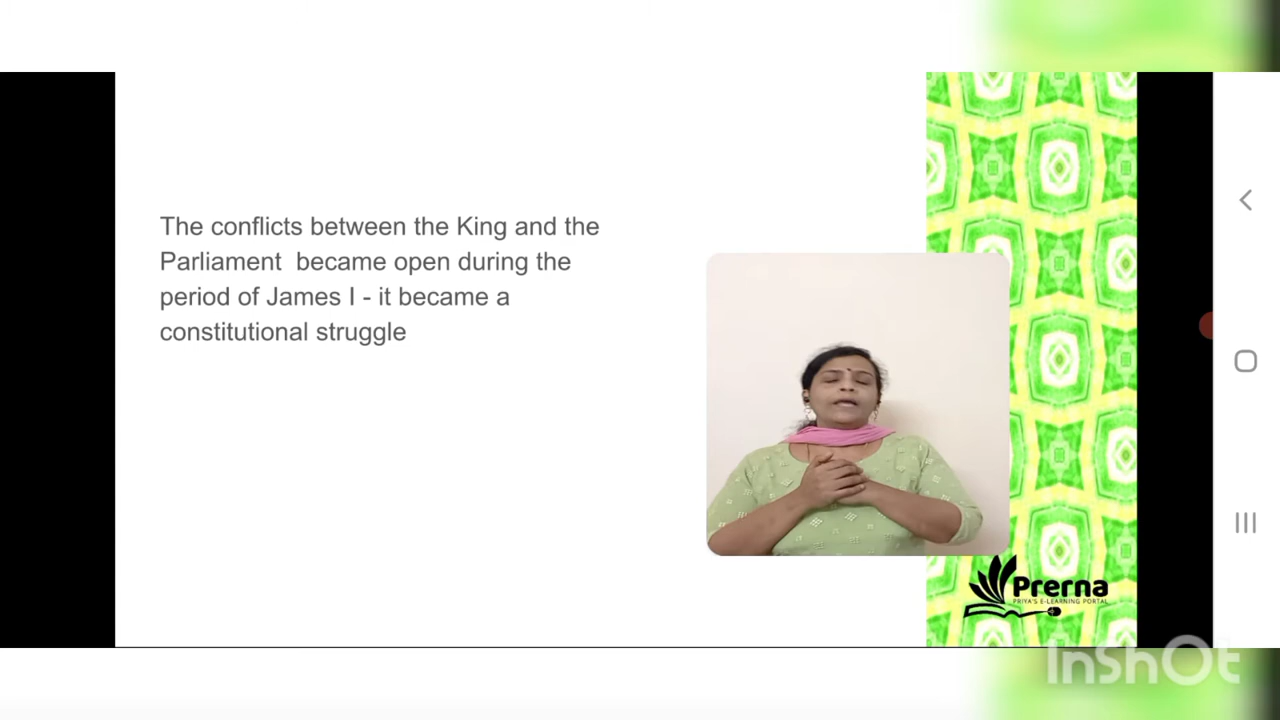 The conflicts between the King and the
Parliament  became open during the
period of James I - it became a
constitutional struggle
Prerna
PRIYA'S E-LEARNING PORTAL
InShOt